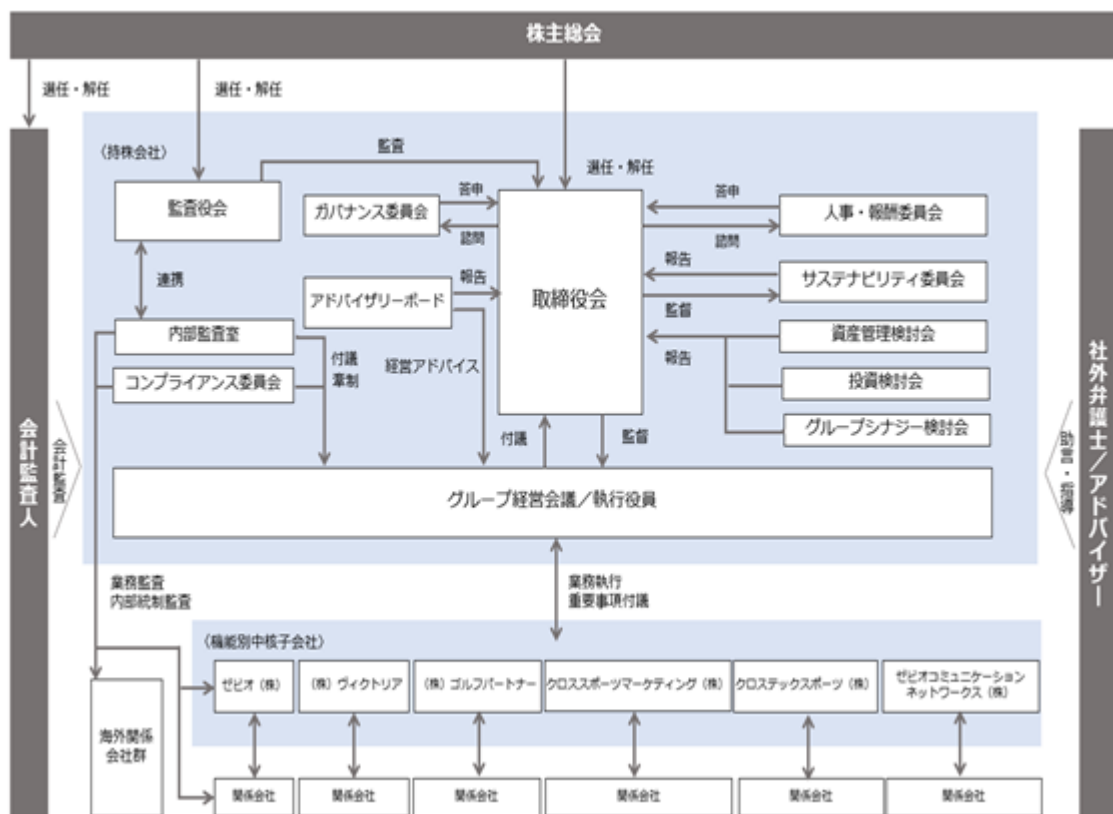 株主総会
選任・解任
選任・解任
選任・解任
〈持株会社〉
監査
監査役会
ガバナンス委員会
答申
諮問
取締役会
答申
諮問
人事・報酬委員会
連携
アドバイザリーボード
報告
報告
監督
サステナビリティ委員会
内部監査室
付議
牽制
経営アドバイス
報告
資産管理検討会
コンプライアンス委員会
投資検討会
グループシナジー検討会
付議
監督
会計監査人
会計監査
グループ経営会議／執行役員
助言・指導
社外弁護士／アドバイザー
業務監査
内部統制監査
業務執行
重要事項付議
〈機能別中核子会社〉
ゼビオ（株）
（株）ヴィクトリア
（株）ゴルフパートナー
クロススポーツマーケティング（株）
クロステックスポーツ（株）
ゼビオコミュニケーション
ネットワークス（株）
海外関係
会社群
関係会社
関係会社
関係会社
関係会社
関係会社
関係会社